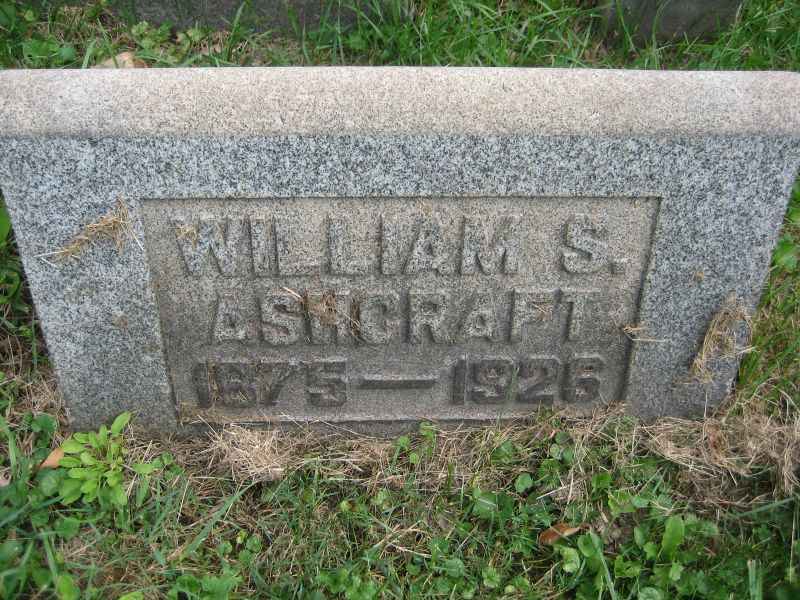 WILLIAM S.
ASHCRAFT
1875 — 1926